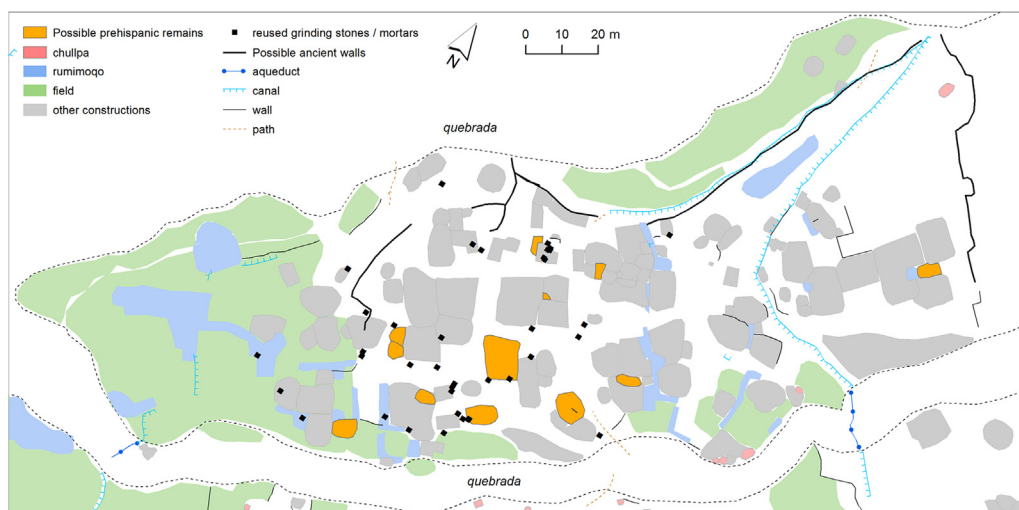 Possible prehispanic remains
chullpa
rumimoqo
field
other constructions
reused grinding stones / mortars
Possible ancient walls
aqueduct
canal
wall
path
N
0 10 20 m
quebrada
quebrada